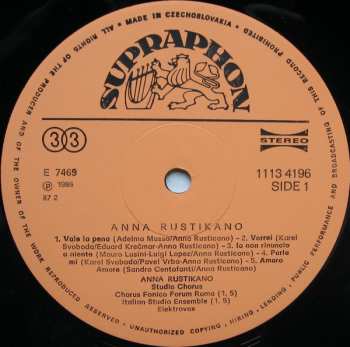 ALL RIGHTS OF THE PRODUCER AND OF THE OWNER OF THE WORK REPRODUCED RESERVED • UNAUTHORIZED COPYING, HIRING, LENDING, PUBLIC PERFORMANCE AND BROADCASTING OF THIS RECORD PROHIBITED • MADE IN CZECHOSLOVAKIA •
SUPRAPHON
33
STEREO
E 7469
1113 4196
℗ 1986
SIDE 1
87 2
ANNA RUSTIKANO
1. Vale la pena (Adelmo Musso/Anna Rusticano) - 2. Vorrei (Karel
Svoboda/Eduard Krečmar-Anna Rusticano) - 3. Io non rinuncio
a niente (Mauro Lusini-Luigi Lopez/Anna Rusticano) - 4. Parla
mi (Karel Svoboda/Pavel Vrba-Anna Rusticano) - 5. Amaro
Amore (Sandro Centofanti/Anna Rusticano)
ANNA RUSTIKANO
Studio Chorus
Chorus Fonico Forum Roma (1, 5)
Italian Studio Ensemble (1, 5)
Elektrovox